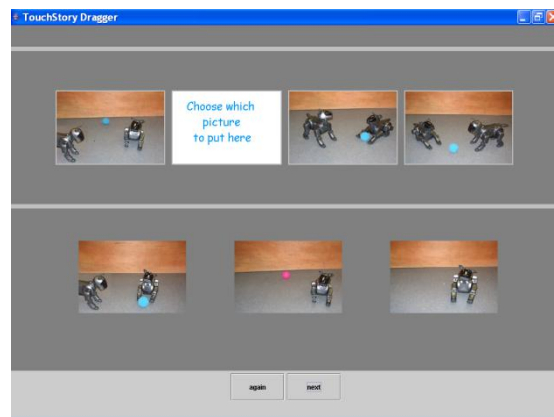 TouchStory Dragger
Choose which
picture
to put here
again
next